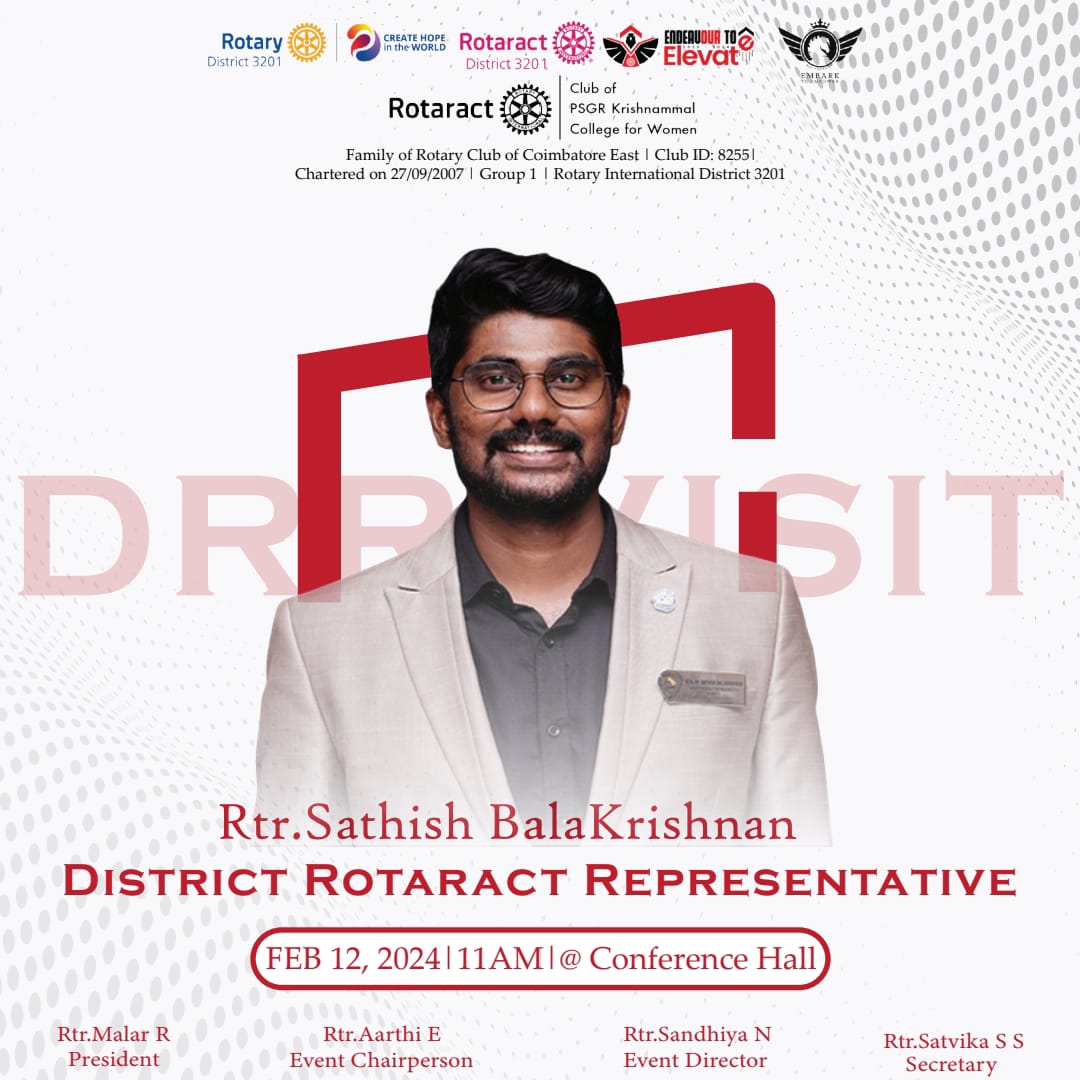 Rotary
District 3201
CREATE HOPE
in the WORLD
Rotaract
District 3201
ENDEAVOUR TO
Elevate
EMBARK
Rotaract
Club of
PSGR Krishnammal
College for Women
Family of Rotary Club of Coimbatore East | Club ID: 8255|
Chartered on 27/09/2007 | Group 1 | Rotary International District 3201
DRR VISIT
Rtr.Sathish BalaKrishnan
District Rotaract Representative
FEB 12, 2024|11AM|@ Conference Hall
Rtr.Malar R
President
Rtr.Aarthi E
Event Chairperson
Rtr.Sandhiya N
Event Director
Rtr.Satvika S S
Secretary